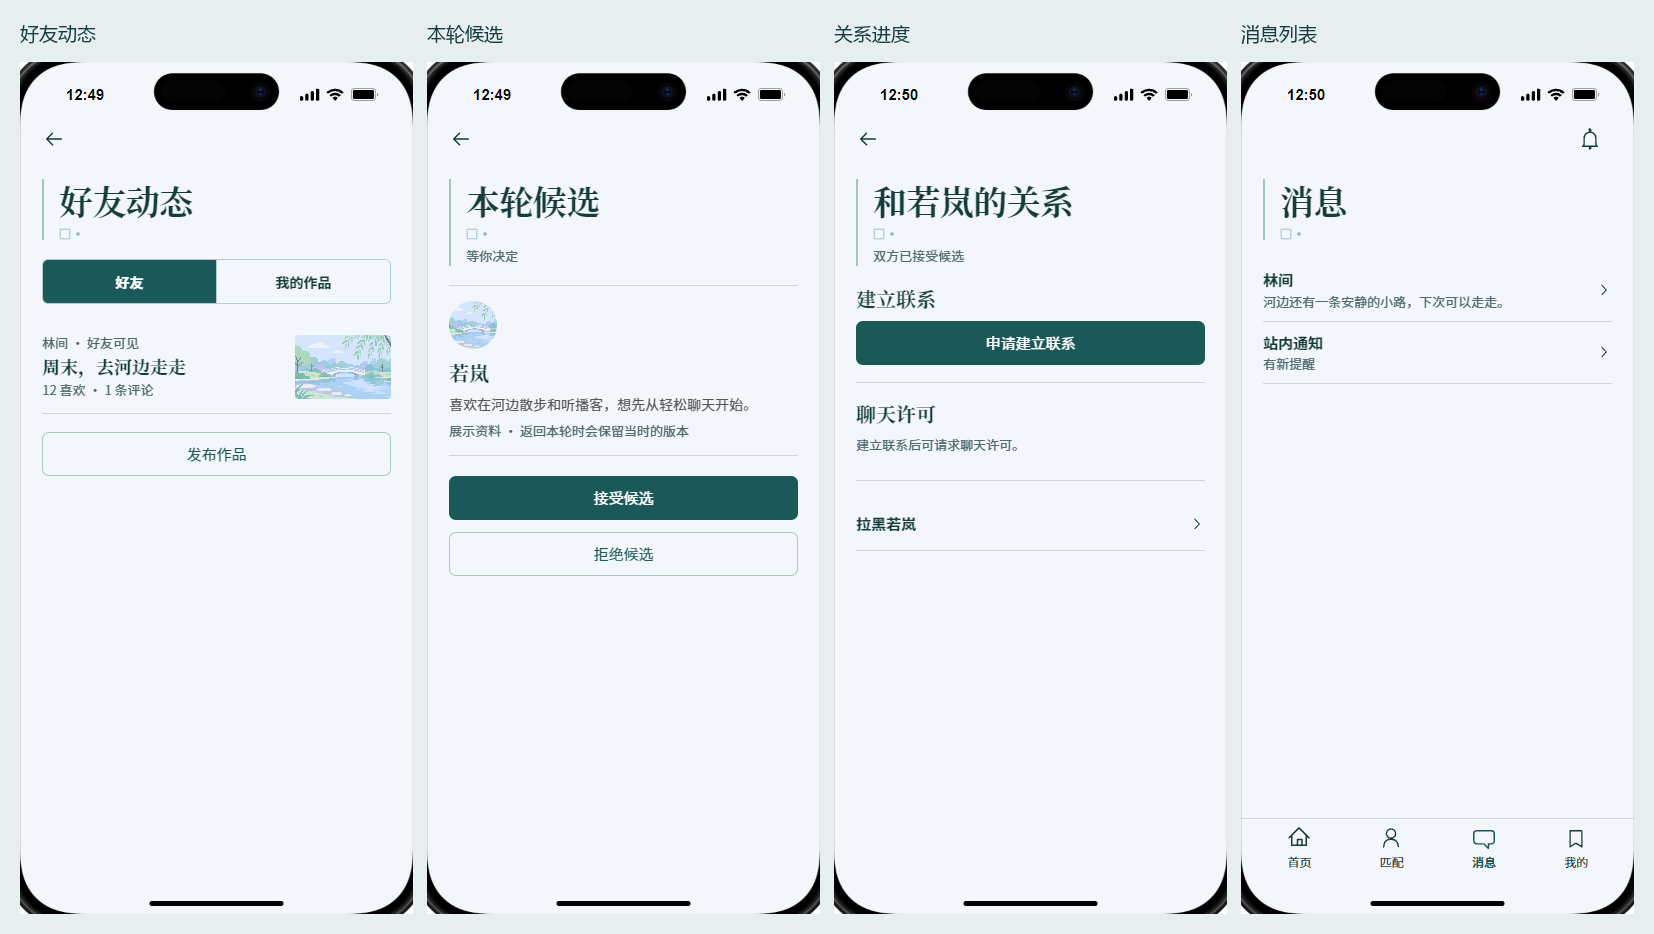 好友动态
12:49
好友动态
好友
我的作品
林间 · 好友可见
周末，去河边走走
12 喜欢 · 1 条评论
发布作品
本轮候选
12:49
本轮候选
等你决定
若岚
喜欢在河边散步和听播客，想先从轻松聊天开始。
展示资料 · 返回本轮时会保留当时的版本
接受候选
拒绝候选
关系进度
12:50
和若岚的关系
双方已接受候选
建立联系
申请建立联系
聊天许可
建立联系后可请求聊天许可。
拉黑若岚
消息列表
12:50
消息
林间
河边还有一条安静的小路，下次可以走走。
站内通知
有新提醒
首页
匹配
消息
我的